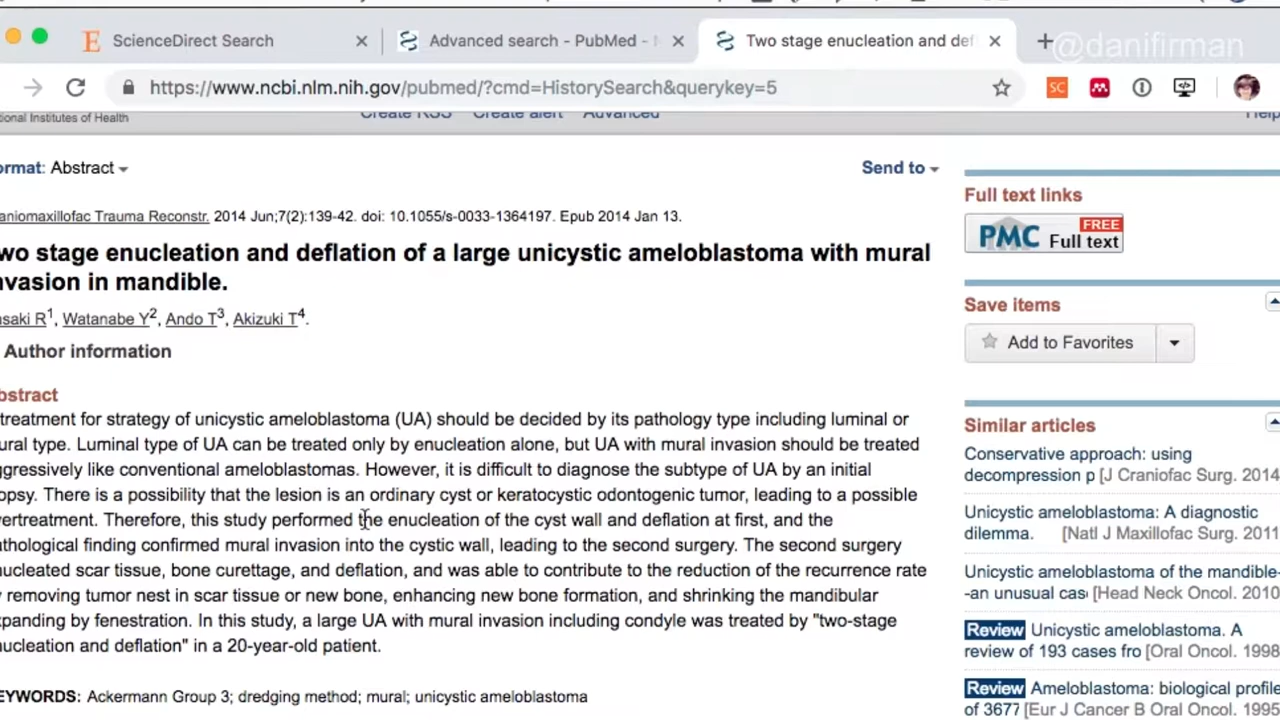 ScienceDirect Search
Advanced search - PubMed -
Two stage enucleation and def
@danifirman
https://www.ncbi.nlm.nih.gov/pubmed/?cmd=HistorySearch&querykey=5
SC
tional Institutes of Health
Create RSS Create alert Advanced
Help
ormat: Abstract
Send to
aniomaxillofac Trauma Reconstr. 2014 Jun;7(2):139-42. doi: 10.1055/s-0033-1364197. Epub 2014 Jan 13.
wo stage enucleation and deflation of a large unicystic ameloblastoma with mural
nvasion in mandible.
asaki R1, Watanabe Y2, Ando T3, Akizuki T4.
Author information
bstract
treatment for strategy of unicystic ameloblastoma (UA) should be decided by its pathology type including luminal or
ural type. Luminal type of UA can be treated only by enucleation alone, but UA with mural invasion should be treated
ggressively like conventional ameloblastomas. However, it is difficult to diagnose the subtype of UA by an initial
opsy. There is a possibility that the lesion is an ordinary cyst or keratocystic odontogenic tumor, leading to a possible
vertreatment. Therefore, this study performed the enucleation of the cyst wall and deflation at first, and the
athological finding confirmed mural invasion into the cystic wall, leading to the second surgery. The second surgery
nucleated scar tissue, bone curettage, and deflation, and was able to contribute to the reduction of the recurrence rate
y removing tumor nest in scar tissue or new bone, enhancing new bone formation, and shrinking the mandibular
xpanding by fenestration. In this study, a large UA with mural invasion including condyle was treated by "two-stage
nucleation and deflation" in a 20-year-old patient.
EYWORDS: Ackermann Group 3; dredging method; mural; unicystic ameloblastoma
Full text links
PMC FREE Full text
Save items
Add to Favorites
Similar articles
Conservative approach: using
decompression p [J Craniofac Surg. 2014
Unicystic ameloblastoma: A diagnostic
dilemma. [Natl J Maxillofac Surg. 2011
Unicystic ameloblastoma of the mandible-
-an unusual cas [Head Neck Oncol. 2010
Review Unicystic ameloblastoma. A
review of 193 cases fro [Oral Oncol. 1998
Review Ameloblastoma: biological profile
of 3677 [Eur J Cancer B Oral Oncol. 1995